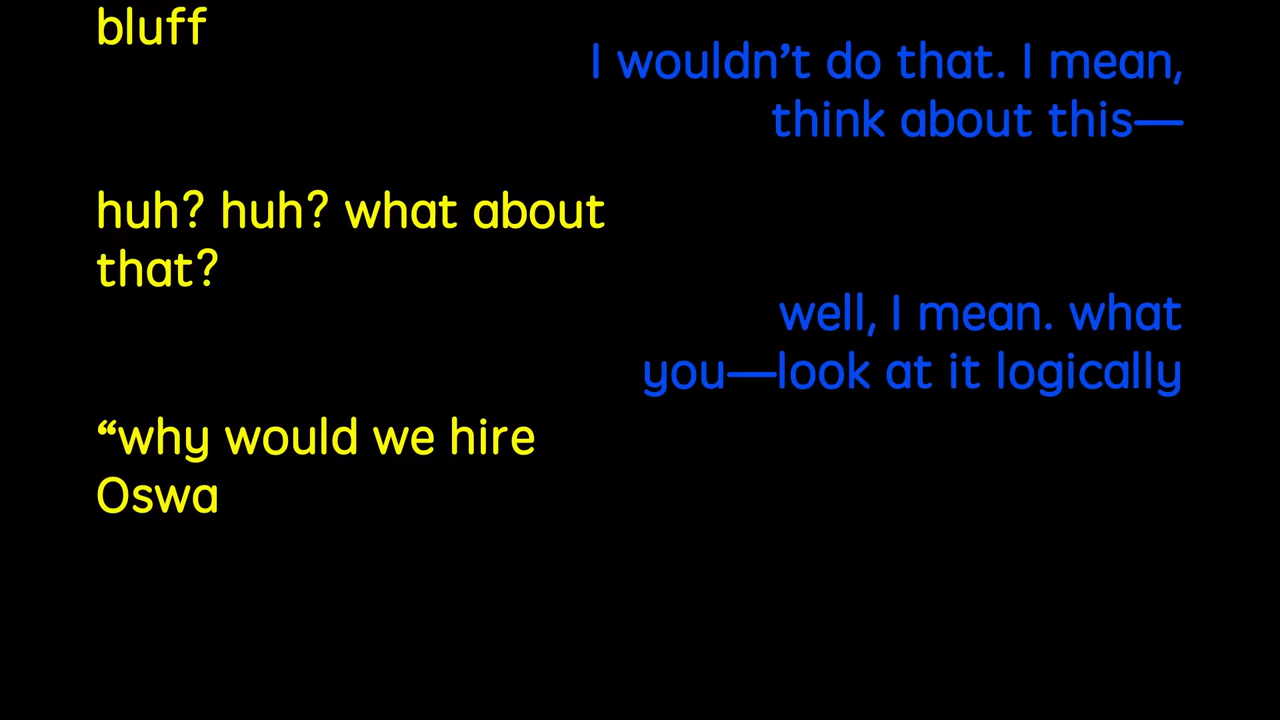 bluff
I wouldn’t do that. I mean,
think about this—
huh? huh? what about
that?
well, I mean. what
you—look at it logically
“why would we hire
Oswa